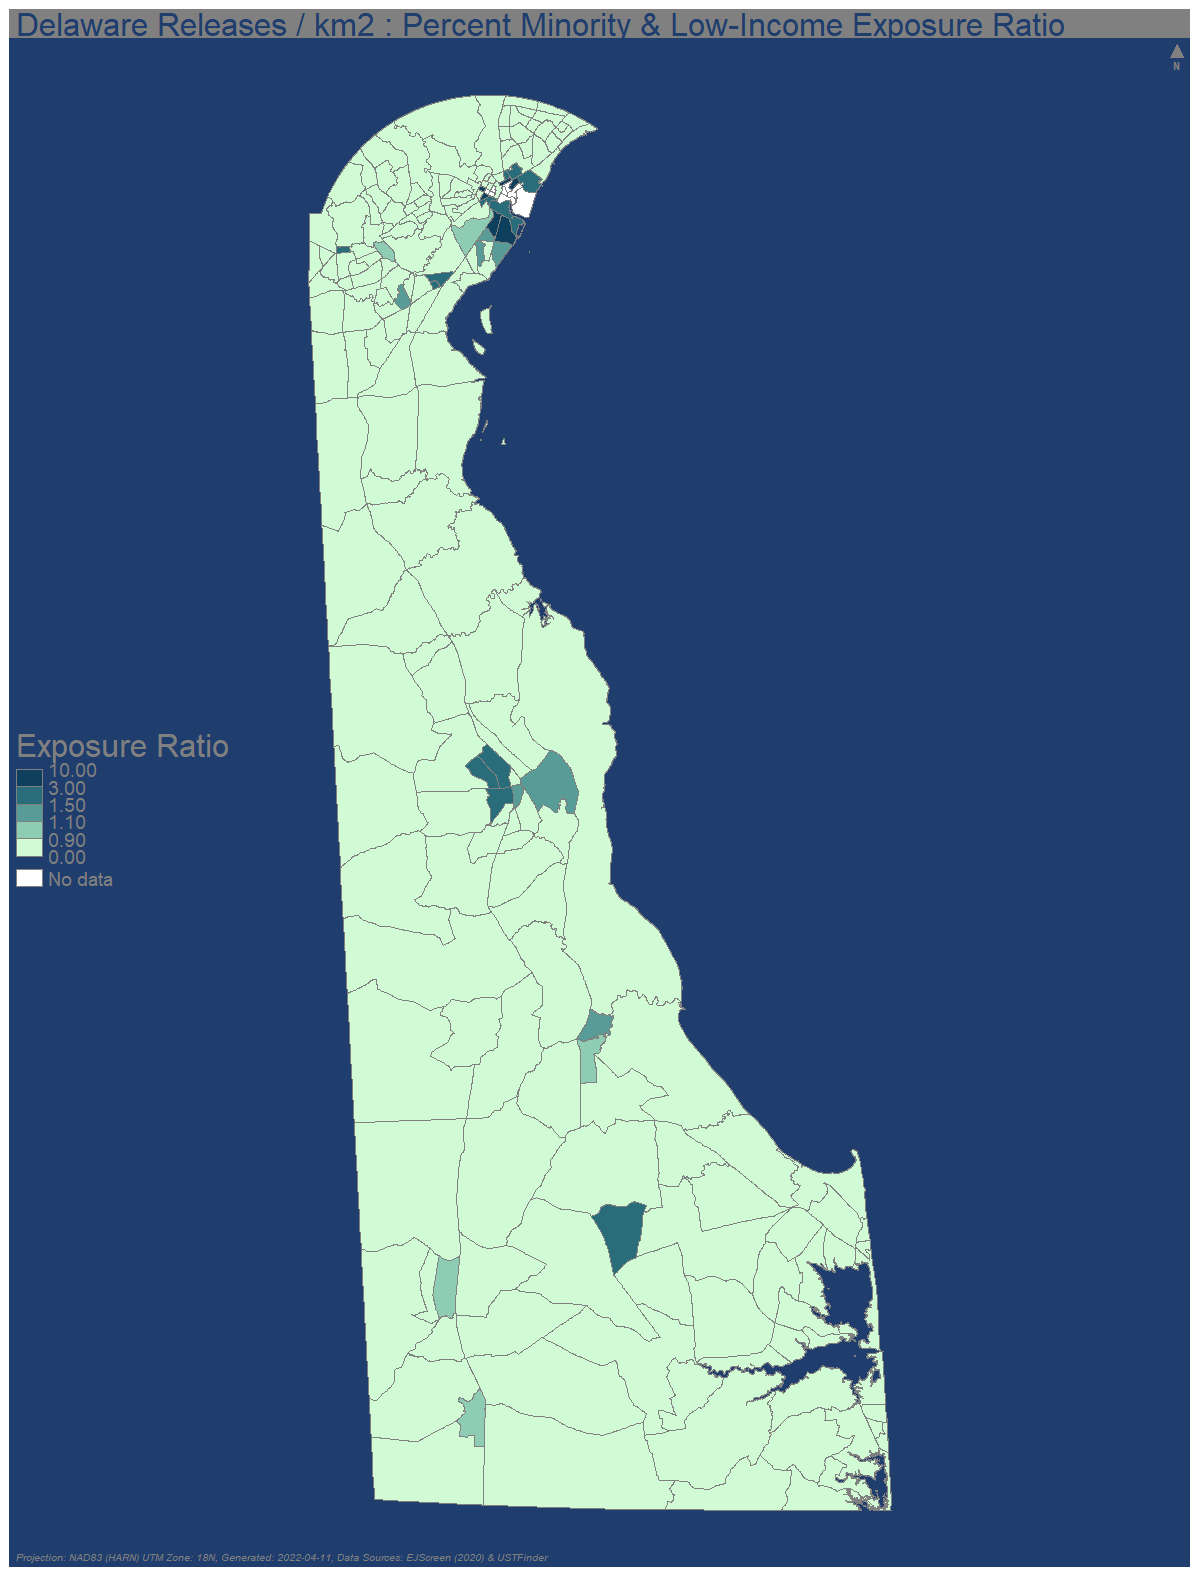 Delaware Releases / km2 : Percent Minority & Low-Income Exposure Ratio
N
Exposure Ratio
10.00
3.00
1.50
1.10
0.90
0.00
No data
Projection: NAD83 (HARN) UTM Zone: 18N, Generated: 2022-04-11, Data Sources: EJScreen (2020) & USTFinder